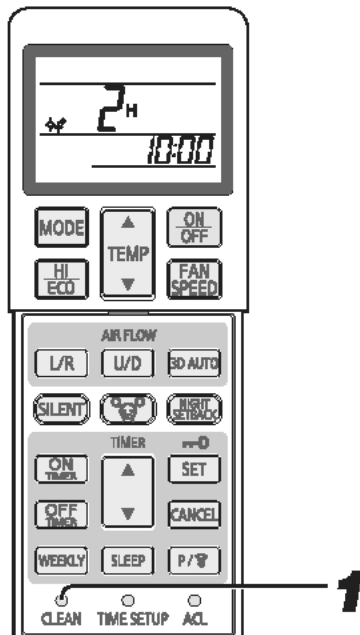 2H
10:00
MODE
TEMP
ON
OFF
HI
ECO
FAN
SPEED
AIR FLOW
L/R
U/D
3D AUTO
SILENT
NIGHT
SETBACK
TIMER
ON
TIMER
SET
OFF
TIMER
CANCEL
WEEKLY
SLEEP
P/
CLEAN
TIME SETUP
ACL
1